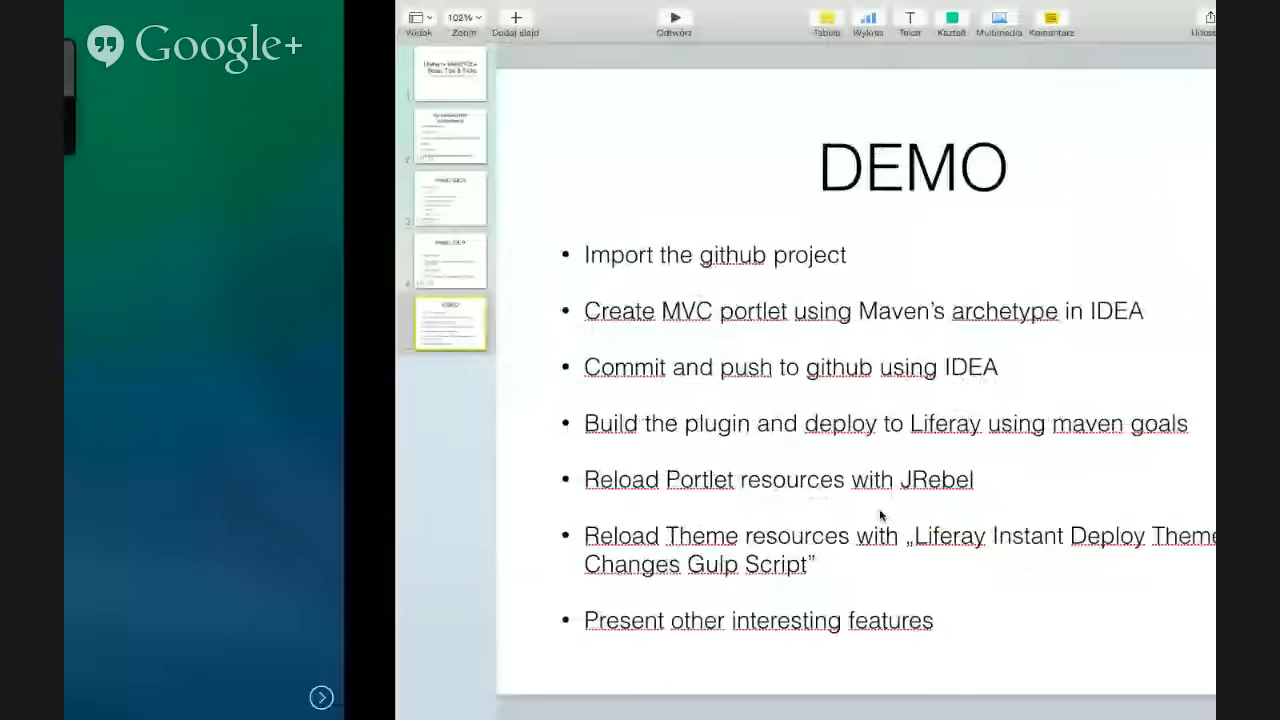 Google+
102%
Widok
Zoom
Dodaj slajd
Odtwórz
Tabela
Wykres
Tekst
Kształt
Multimedia
Komentarz
DEMO
• Import the github project
• Create MVC portlet using Maven's archetype in IDEA
• Commit and push to github using IDEA
• Build the plugin and deploy to Liferay using maven goals
• Reload Portlet resources with JRebel
• Reload Theme resources with „Liferay Instant Deploy Theme
Changes Gulp Script”
• Present other interesting features